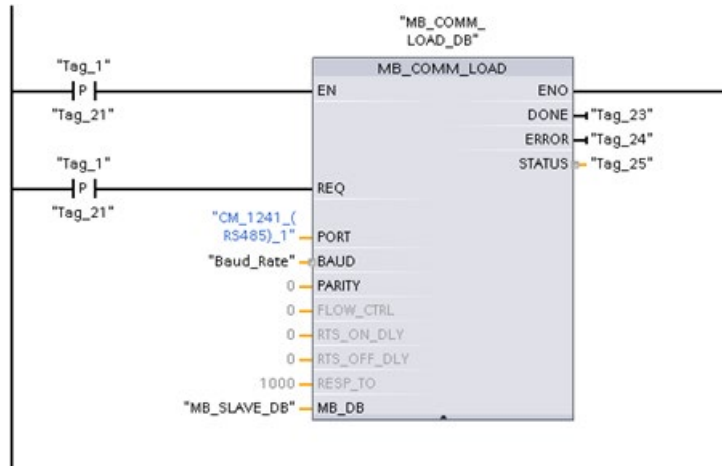 "MB_COMM_
LOAD_DB"
"Tag_1"
MB_COMM_LOAD
P
EN
ENO
"Tag_21"
DONE
"Tag_23"
ERROR
"Tag_24"
"Tag_1"
STATUS
"Tag_25"
P
REQ
"Tag_21"
"CM_1241_(
RS485)_1"
PORT
"Baud_Rate"
BAUD
0
PARITY
0
FLOW_CTRL
0
RTS_ON_DLY
0
RTS_OFF_DLY
1000
RESP_TO
"MB_SLAVE_DB"
MB_DB